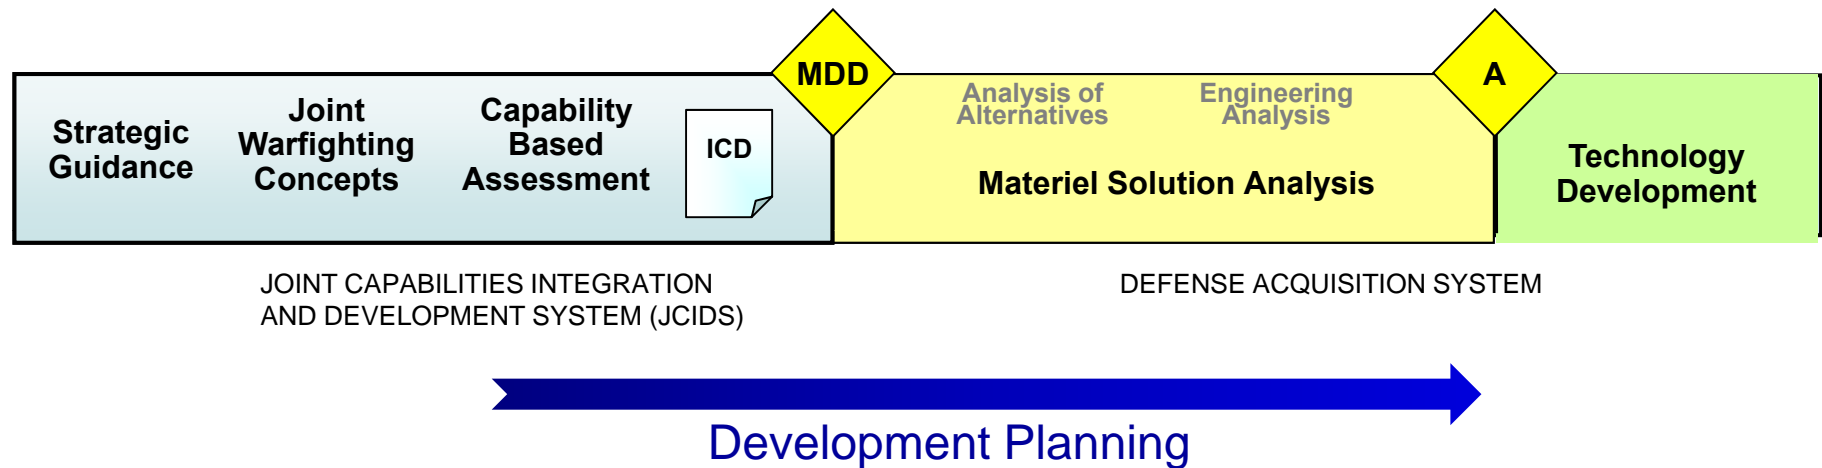 MDD
A
Strategic
Guidance
Joint
Warfighting
Concepts
Capability
Based
Assessment
ICD
Analysis of
Alternatives
Engineering
Analysis
Materiel Solution Analysis
Technology
Development
JOINT CAPABILITIES INTEGRATION
AND DEVELOPMENT SYSTEM (JCIDS)
DEFENSE ACQUISITION SYSTEM
Development Planning